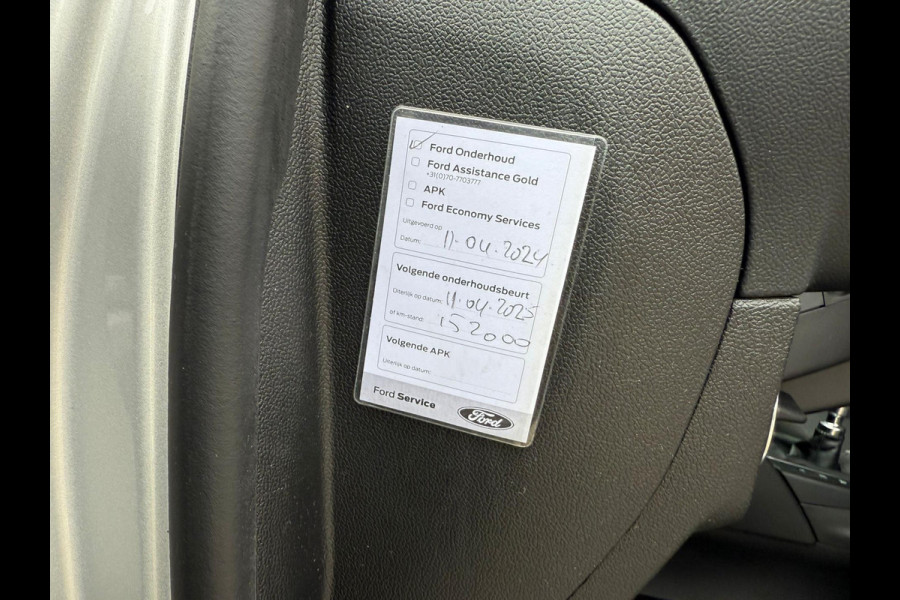 Ford Onderhoud
Ford Assistance Gold
+31(0)70-7703777
APK
Ford Economy Services
Uitgevoerd op
Datum: 11.04.2024
Volgende onderhoudsbeurt
Uiterlijk op datum: 11.04.2025
of km-stand: 152000
Volgende APK
Uiterlijk op datum:
Ford Service
Ford